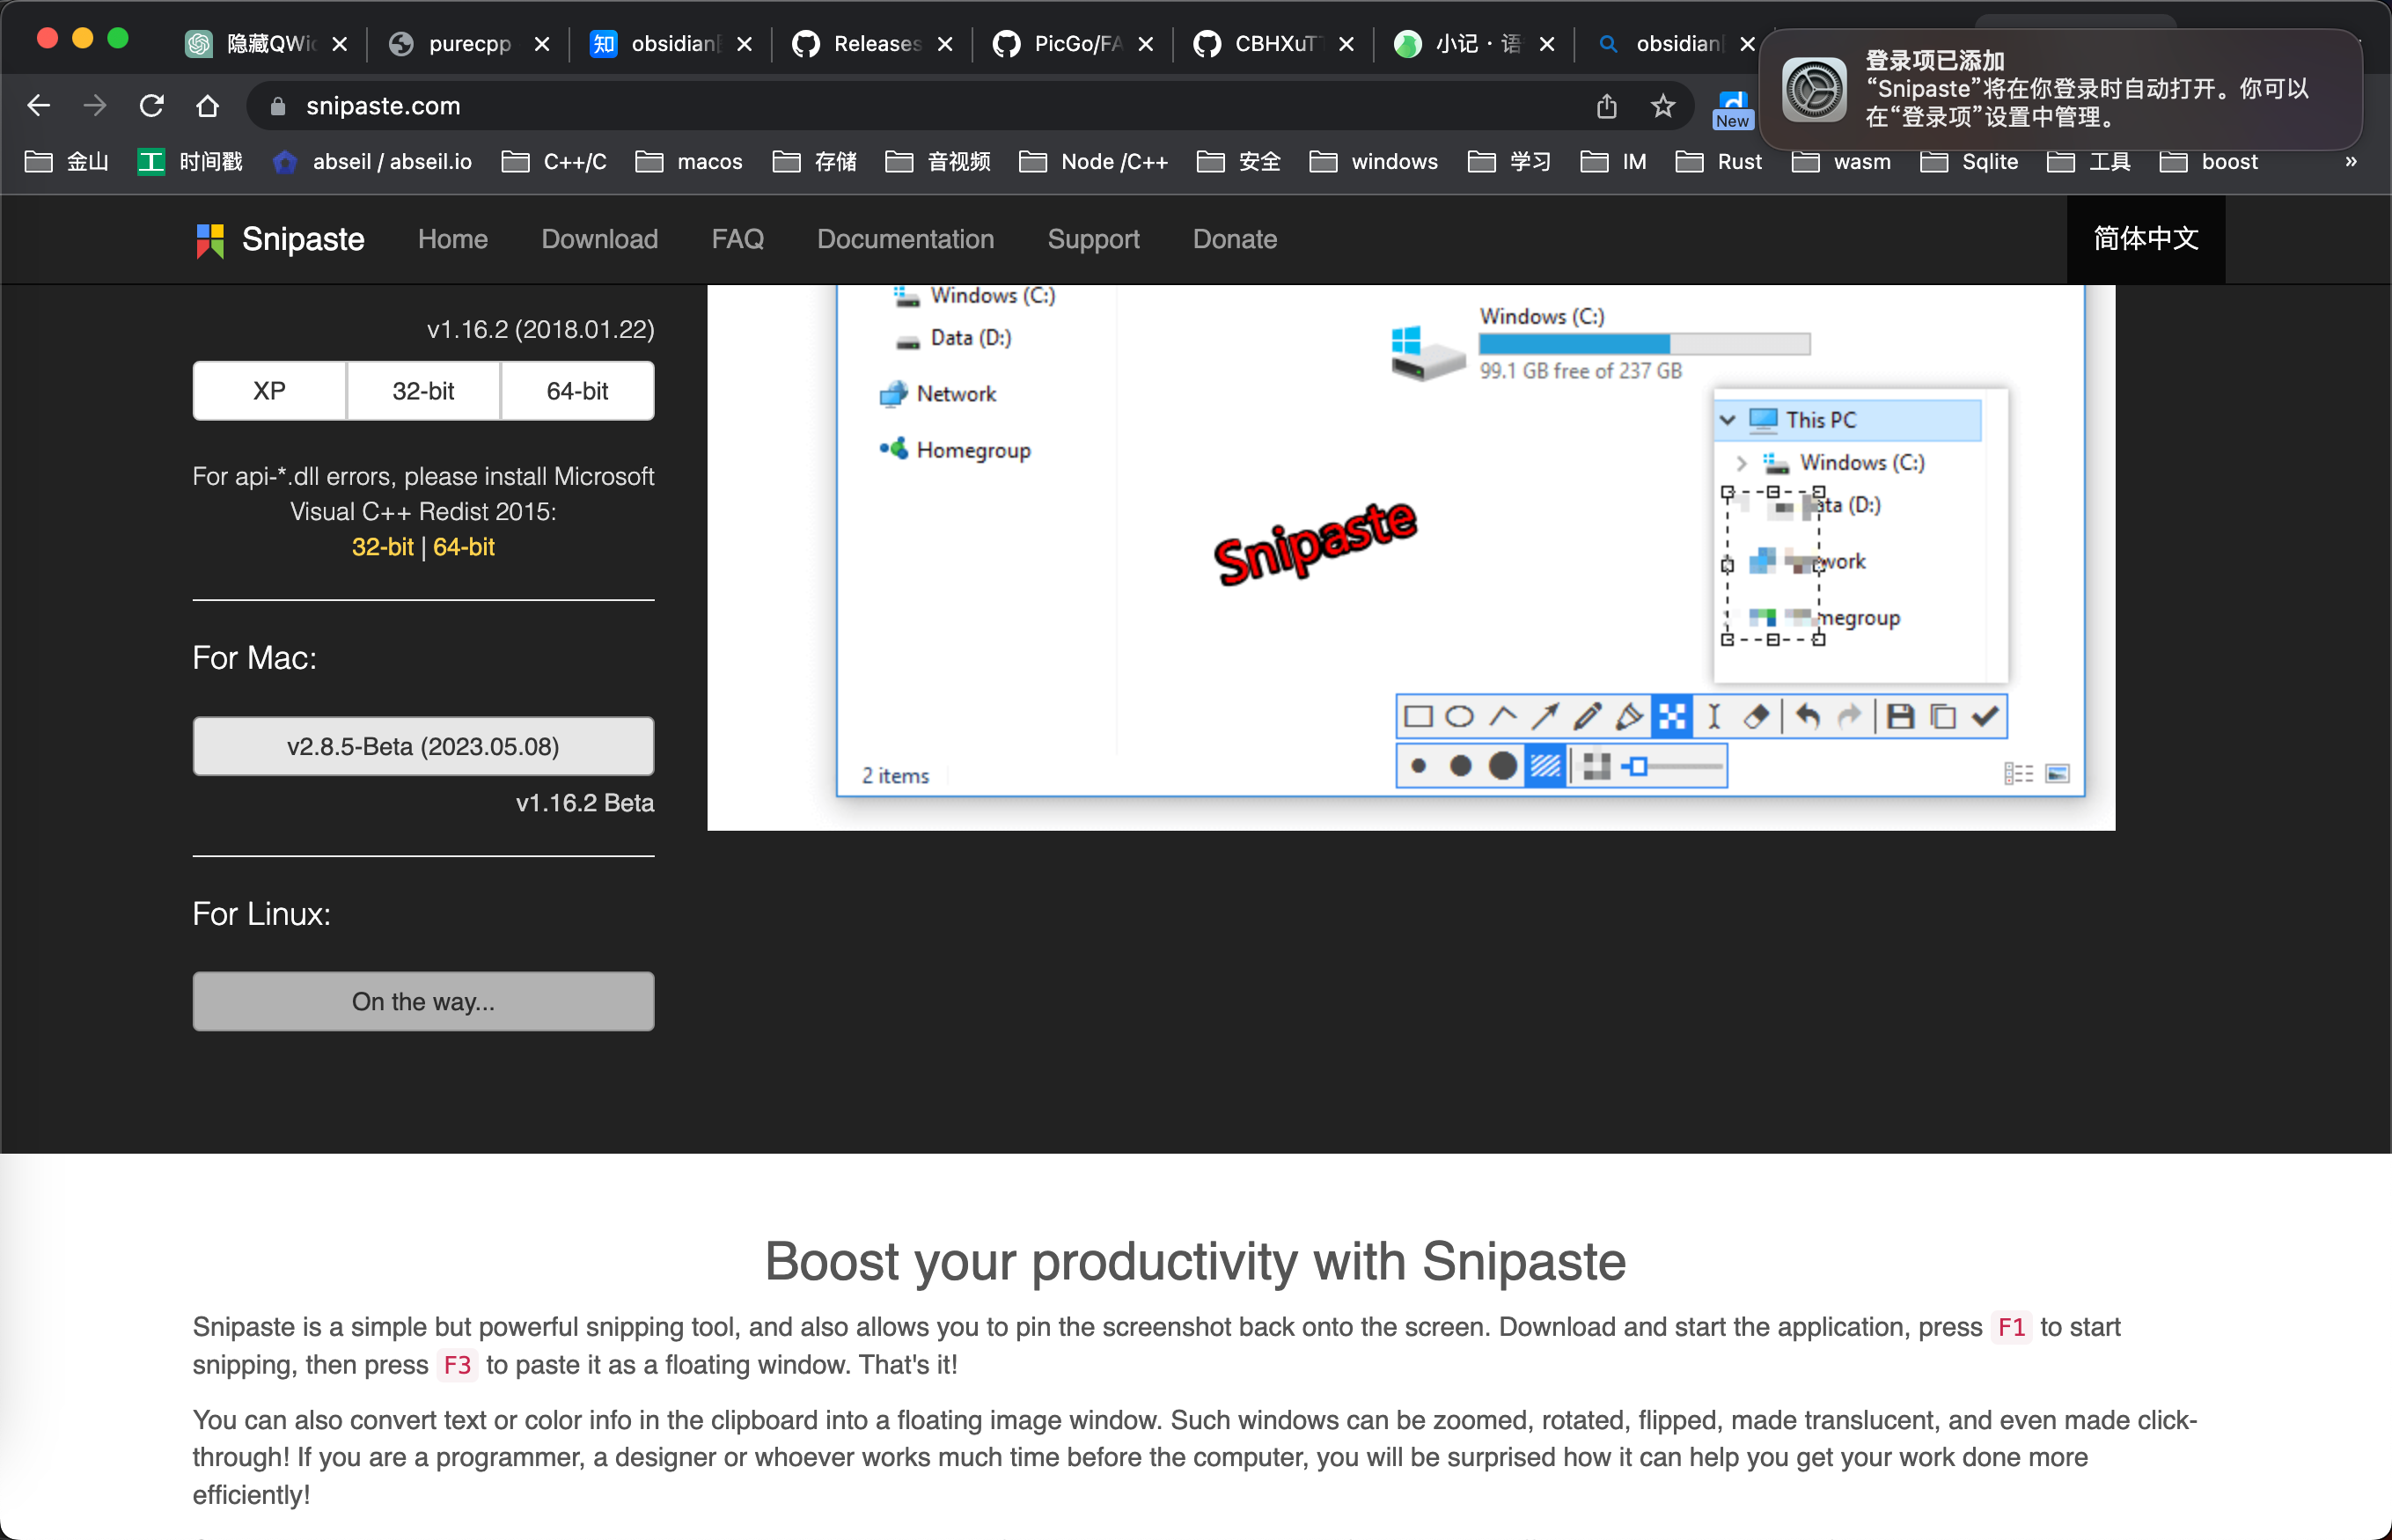 隐藏QWi
purecpp
obsidian
Releases
PicGo/FA
CBHXuT
小记 · 语
obsidian
登录项已添加
“Snipaste”将在你登录时自动打开。你可以
在“登录项”设置中管理。
snipaste.com
New
金山
工
时间戳
abseil / abseil.io
C++/C
macos
存储
音视频
Node /C++
安全
windows
学习
IM
Rust
wasm
Sqlite
工具
boost
»
Snipaste
Home
Download
FAQ
Documentation
Support
Donate
简体中文
v1.16.2 (2018.01.22)
XP
32-bit
64-bit
For api-*.dll errors, please install Microsoft
Visual C++ Redist 2015:
32-bit | 64-bit
For Mac:
v2.8.5-Beta (2023.05.08)
v1.16.2 Beta
For Linux:
On the way...
Windows (C:)
Data (D:)
Network
Homegroup
2 items
Windows (C:)
99.1 GB free of 237 GB
Snipaste
This PC
Windows (C:)
ata (D:)
work
megroup
Boost your productivity with Snipaste
Snipaste is a simple but powerful snipping tool, and also allows you to pin the screenshot back onto the screen. Download and start the application, press F1 to start
snipping, then press F3 to paste it as a floating window. That's it!
You can also convert text or color info in the clipboard into a floating image window. Such windows can be zoomed, rotated, flipped, made translucent, and even made click-
through! If you are a programmer, a designer or whoever works much time before the computer, you will be surprised how it can help you get your work done more
efficiently!